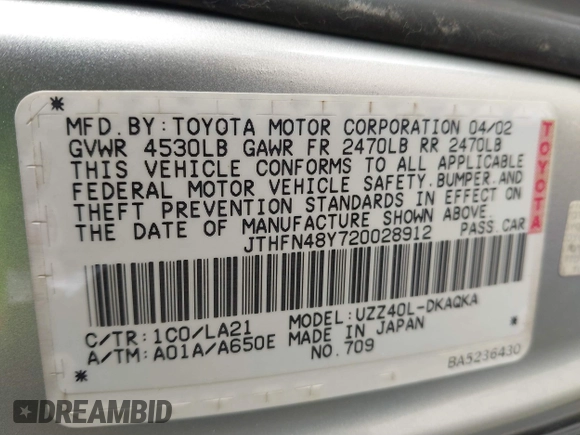 *
MFD.BY:TOYOTA MOTOR CORPORATION 04/02
GVWR 4530LB GAWR FR 2470LB RR 2470LB
THIS VEHICLE CONFORMS TO ALL APPLICABLE
FEDERAL MOTOR VEHICLE SAFETY,BUMPER,AND
THEFT PREVENTION STANDARDS IN EFFECT ON
THE DATE OF MANUFACTURE SHOWN ABOVE.
JTHFN48Y720028912 PASS.CAR
TOYOTA
C/TR:1C0/LA21 MODEL:UZZ40L-DKAQKA
A/TM:A01A/A650E MADE IN JAPAN
NO.709 BA5236430
* *
DREAMBID